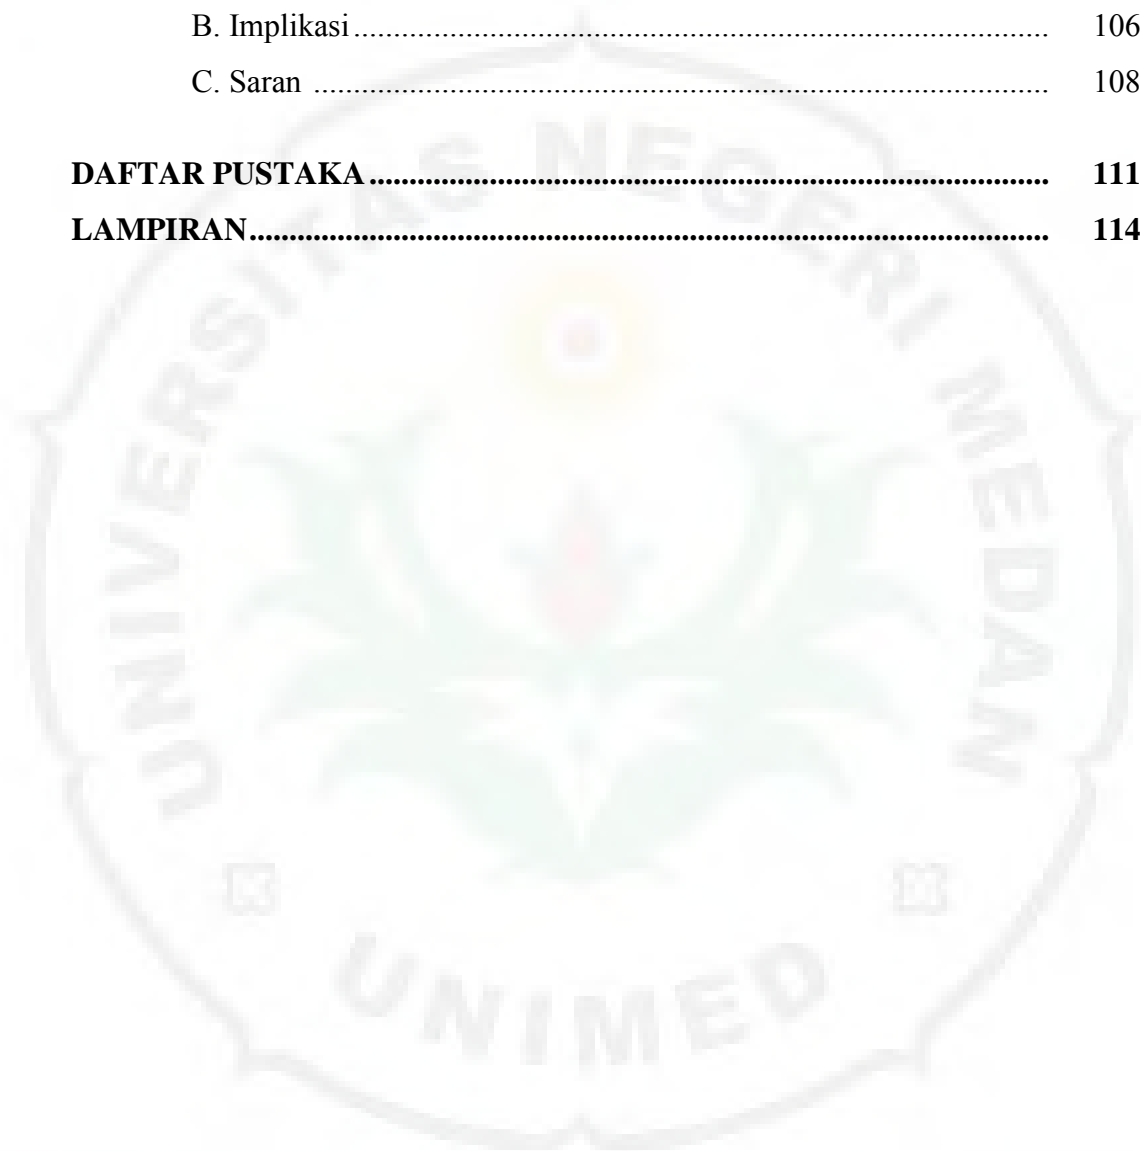 B. Implikasi.......................................................................................... 106
C. Saran ............................................................................................... 108
DAFTAR PUSTAKA....................................................................................... 111
LAMPIRAN....................................................................................................... 114
UNIVERSITAS NEGERI MEDAN
UNIMED